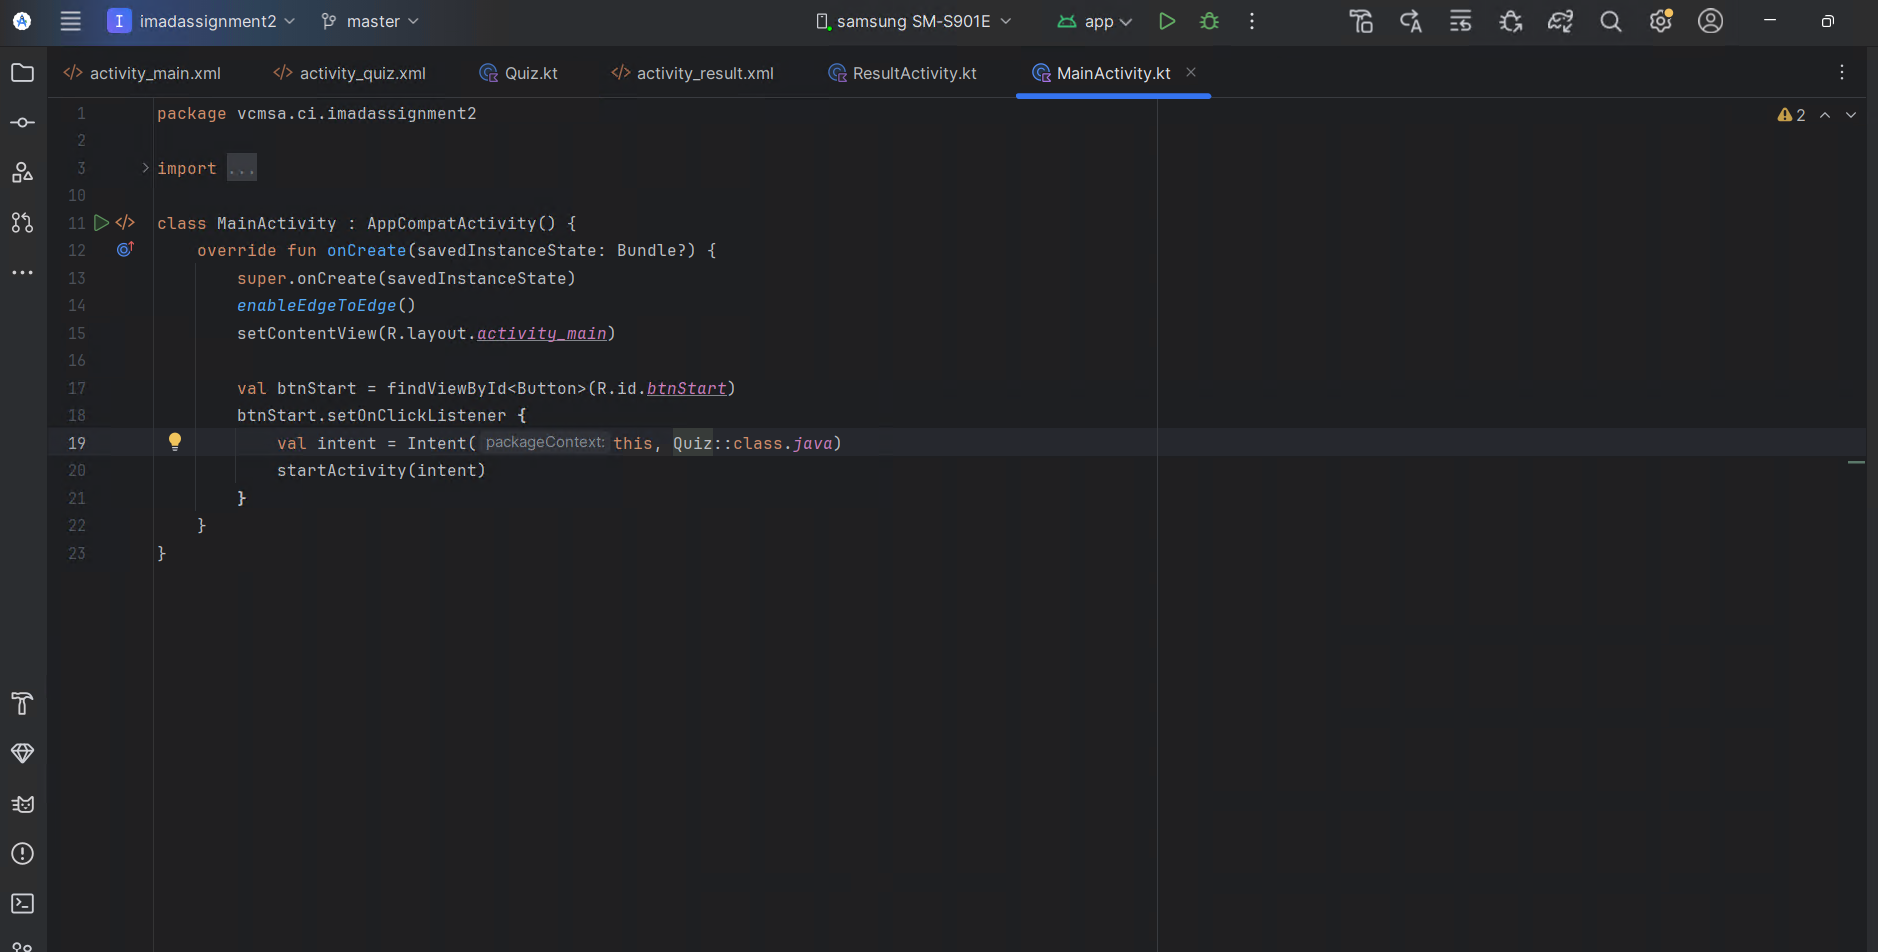 I imadassignment2 master samsung SM-S901E app
activity_main.xml activity_quiz.xml Quiz.kt activity_result.xml ResultActivity.kt MainActivity.kt
1 package vcmsa.ci.imadassignment2 2
2
3 import ...
10
11 class MainActivity : AppCompatActivity() {
12 override fun onCreate(savedInstanceState: Bundle?) {
13 super.onCreate(savedInstanceState)
14 enableEdgeToEdge()
15 setContentView(R.layout.activity_main)
16
17 val btnStart = findViewById<Button>(R.id.btnStart)
18 btnStart.setOnClickListener {
19 val intent = Intent( packageContext: this, Quiz::class.java)
20 startActivity(intent)
21 }
22 }
23 }